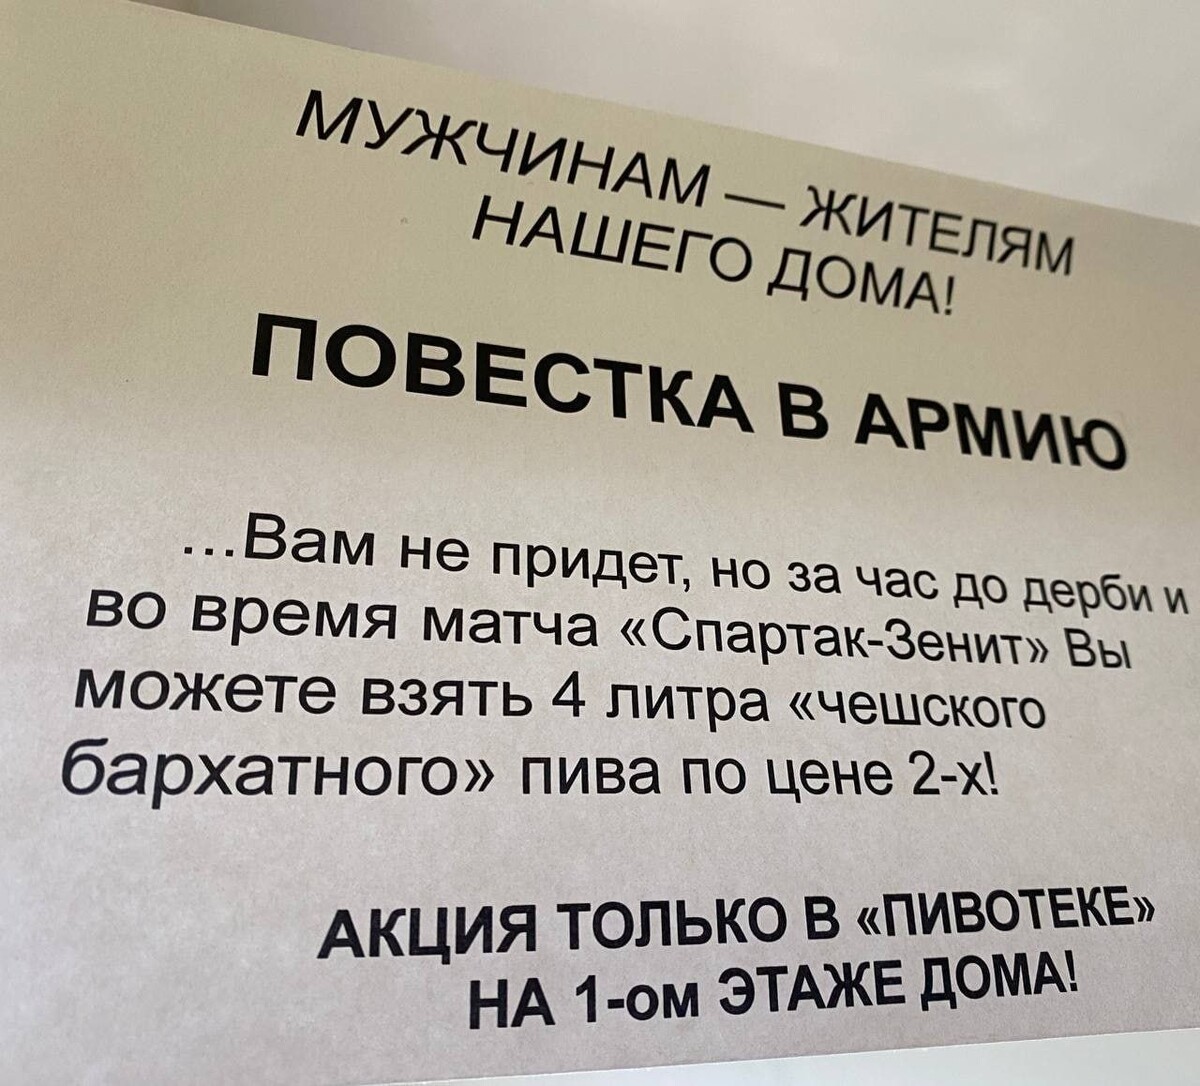 МУЖЧИНАМ — ЖИТЕЛЯМ
НАШЕГО ДОМА!
ПОВЕСТКА В АРМИЮ
...Вам не придет, но за час до дерби и
во время матча «Спартак-Зенит» Вы
можете взять 4 литра «чешского
бархатного» пива по цене 2-х!
АКЦИЯ ТОЛЬКО В «ПИВОТЕКЕ»
НА 1-ом ЭТАЖЕ ДОМА!